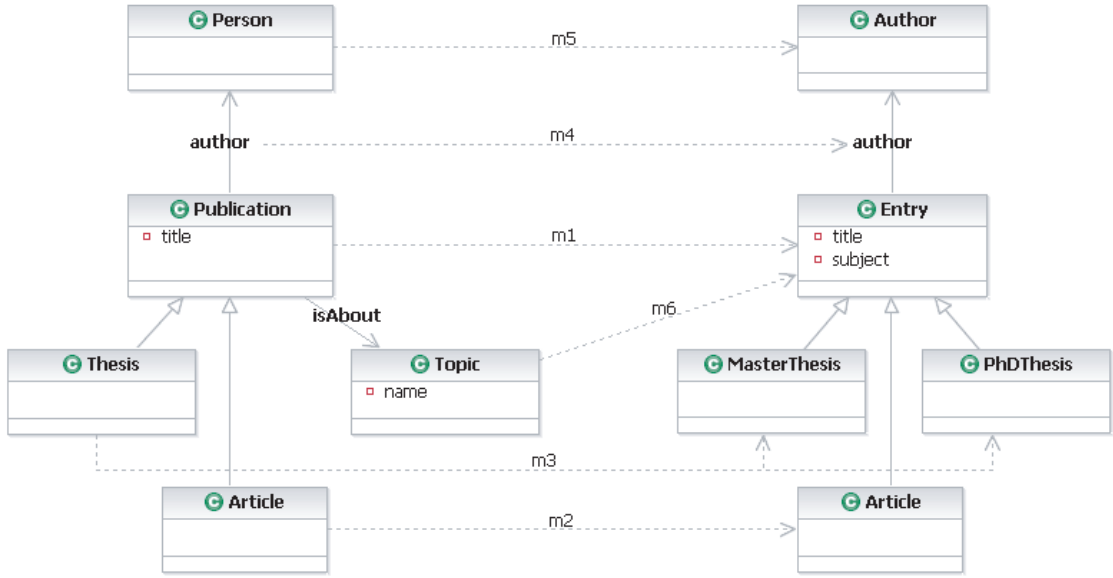 Person
Author
m5
author
m4
author
Publication
title
m1
Entry
title
subject
isAbout
m6
Thesis
Topic
name
MasterThesis
PhDThesis
m3
Article
m2
Article